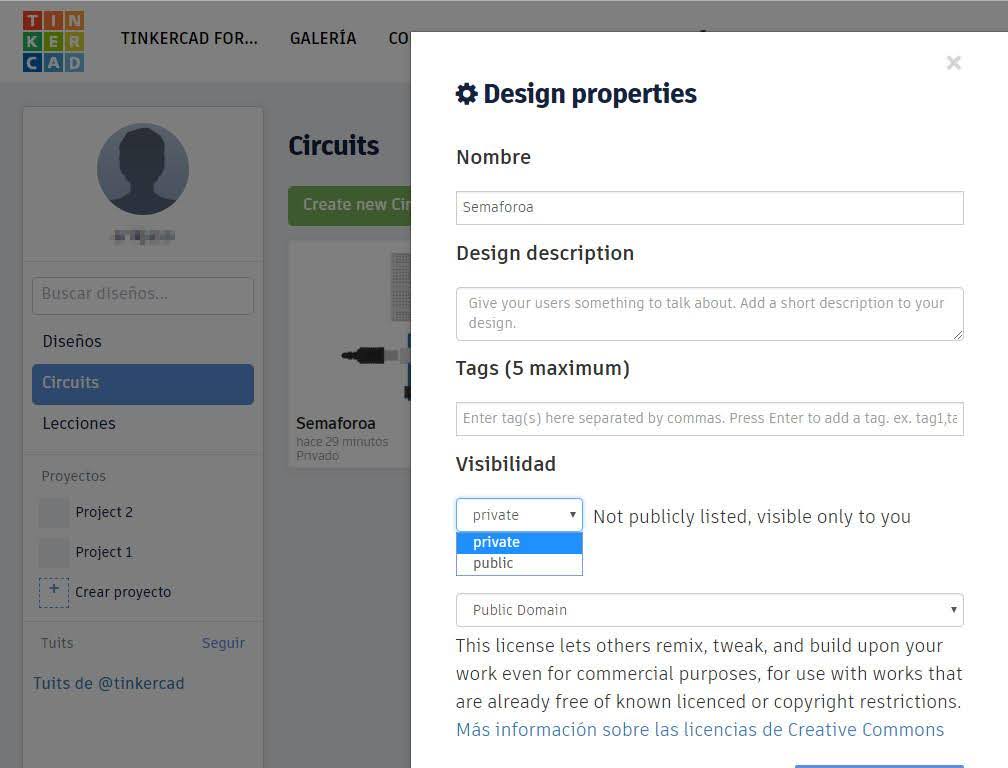 TINKERCAD
TINKERCAD FOR...
GALERÍA
CO
Circuits
Create new Cir
Buscar diseños...
Diseños
Circuits
Lecciones
Semaforoa
hace 29 minutos
Privado
Proyectos
Project 2
Project 1
+ Crear proyecto
Tuits
Seguir
Tuits de @tinkercad
×
Design properties
Nombre
Semaforoa
Design description
Give your users something to talk about. Add a short description to your
design.
Tags (5 maximum)
Enter tag(s) here separated by commas. Press Enter to add a tag. ex. tag1,ta
Visibilidad
private
Not publicly listed, visible only to you
private
public
Public Domain
This license lets others remix, tweak, and build upon your
work even for commercial purposes, for use with works that
are already free of known licenced or copyright restrictions.
Más información sobre las licencias de Creative Commons